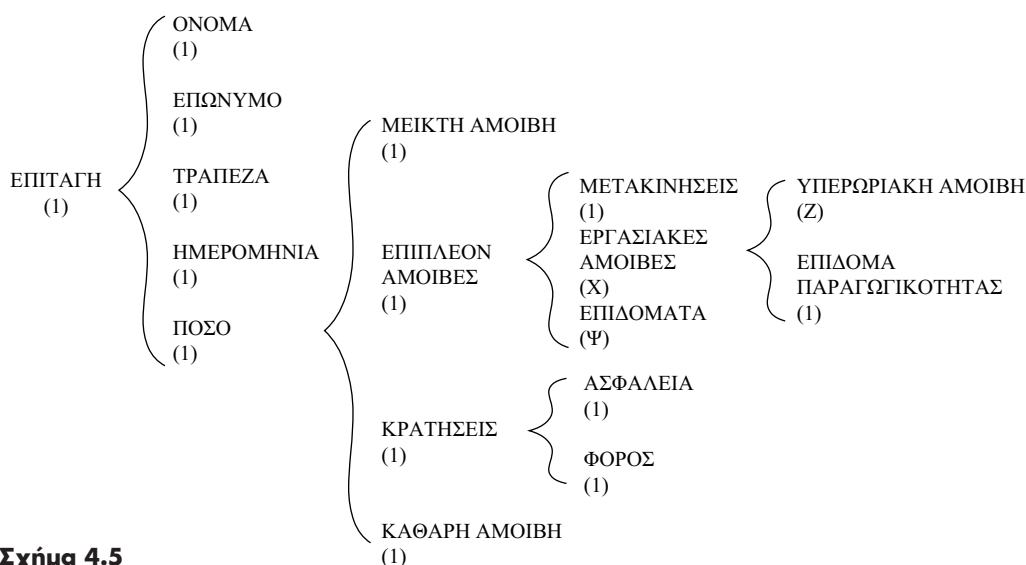 ΕΠΙΤΑΓΗ
(1)
ΟΝΟΜΑ
(1)
ΕΠΩΝΥΜΟ
(1)
ΤΡΑΠΕΖΑ
(1)
ΗΜΕΡΟΜΗΝΙΑ
(1)
ΠΟΣΟ
(1)
ΜΕΙΚΤΗ ΑΜΟΙΒΗ
(1)
ΕΠΙΠΛΕΟΝ
ΑΜΟΙΒΕΣ
(1)
ΜΕΤΑΚΙΝΗΣΕΙΣ
(1)
ΕΡΓΑΣΙΑΚΕΣ
ΑΜΟΙΒΕΣ
(Χ)
ΕΠΙΔΟΜΑΤΑ
(Ψ)
ΥΠΕΡΩΡΙΑΚΗ ΑΜΟΙΒΗ
(Ζ)
ΕΠΙΔΟΜΑ
ΠΑΡΑΓΩΓΙΚΟΤΗΤΑΣ
(1)
ΚΡΑΤΗΣΕΙΣ
(1)
ΑΣΦΑΛΕΙΑ
(1)
ΦΟΡΟΣ
(1)
ΚΑΘΑΡΗ ΑΜΟΙΒΗ
(1)
Σχήμα 4.5